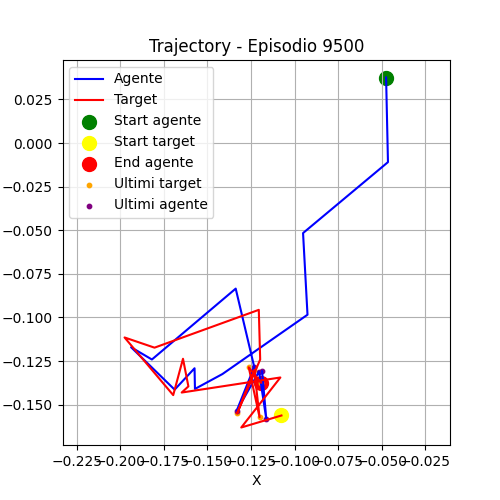 Trajectory - Episodio 9500
Agente
Target
Start agente
Start target
End agente
Ultimi target
Ultimi agente
0.025
0.000
−0.025
−0.050
−0.075
−0.100
−0.125
−0.150
−0.225 −0.200 −0.175 −0.150 −0.125 −0.100 −0.075 −0.050 −0.025
X